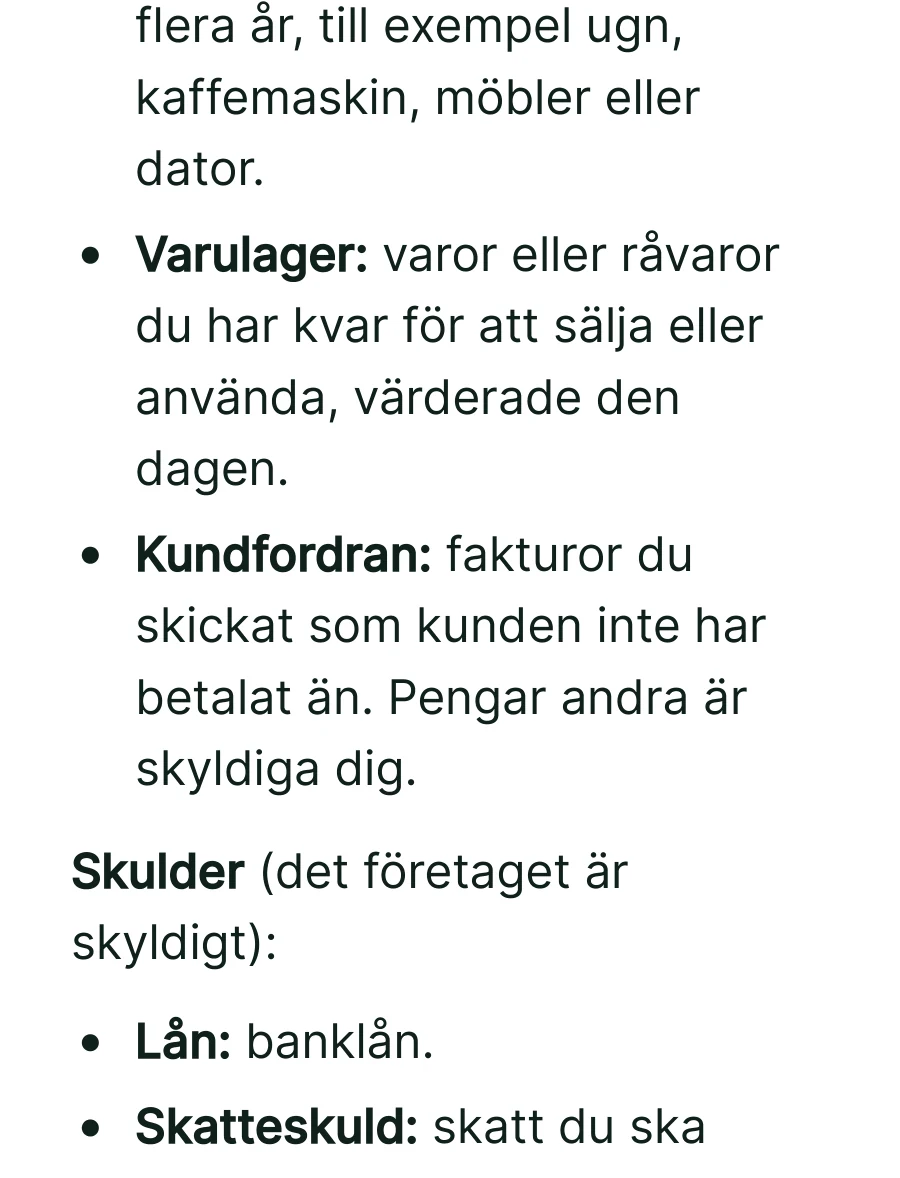 flera år, till exempel ugn,
kaffemaskin, möbler eller
dator.
• Varulager: varor eller råvaror
du har kvar för att sälja eller
använda, värderade den
dagen.
• Kundfordran: fakturor du
skickat som kunden inte har
betalat än. Pengar andra är
skyldiga dig.
Skulder (det företaget är
skyldigt):
• Lån: banklån.
• Skatteskuld: skatt du ska